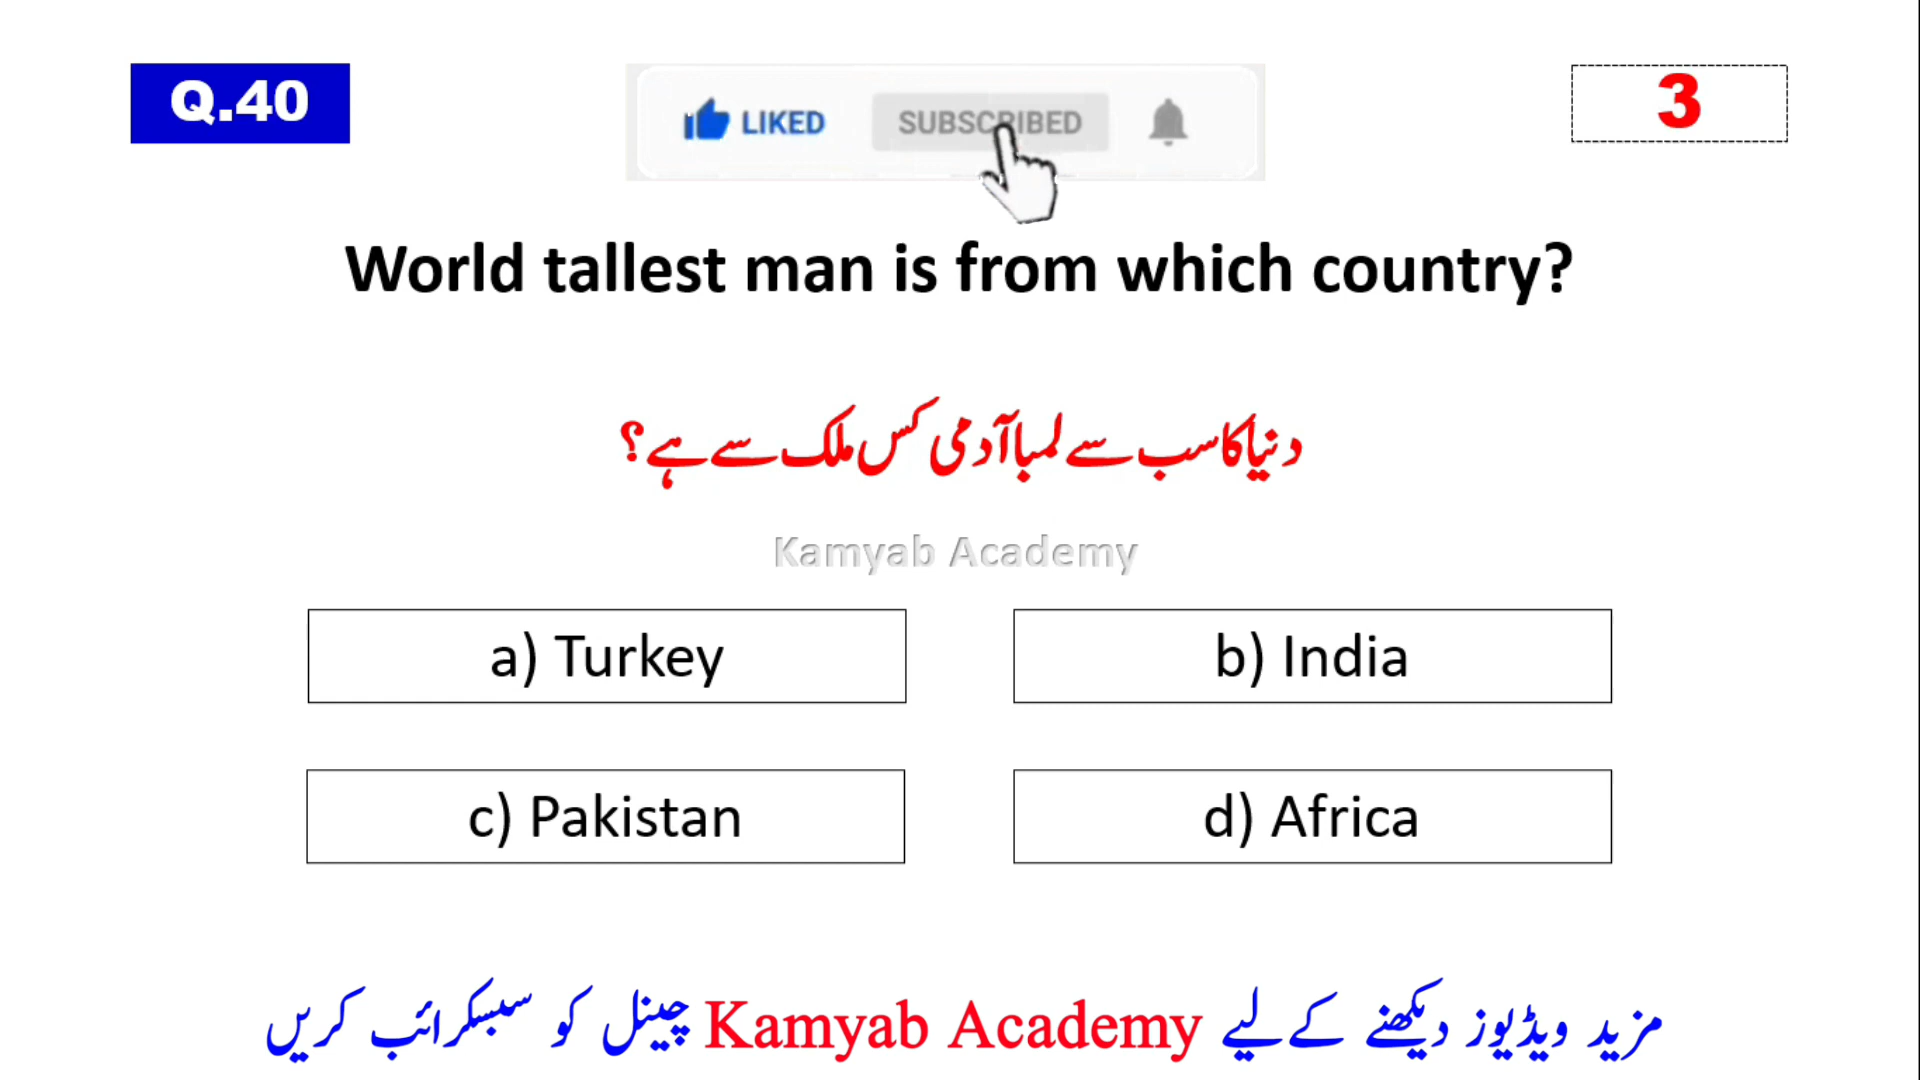 Q.40
LIKED SUBSCRIBED
3
World tallest man is from which country?
دنیا کا سب سے لمبا آدمی کس ملک سے ہے؟
Kamyab Academy
a) Turkey
b) India
c) Pakistan
d) Africa
مزید ویڈیوز دیکھنے کے لیے Kamyab Academy چینل کو سبسکرائب کریں